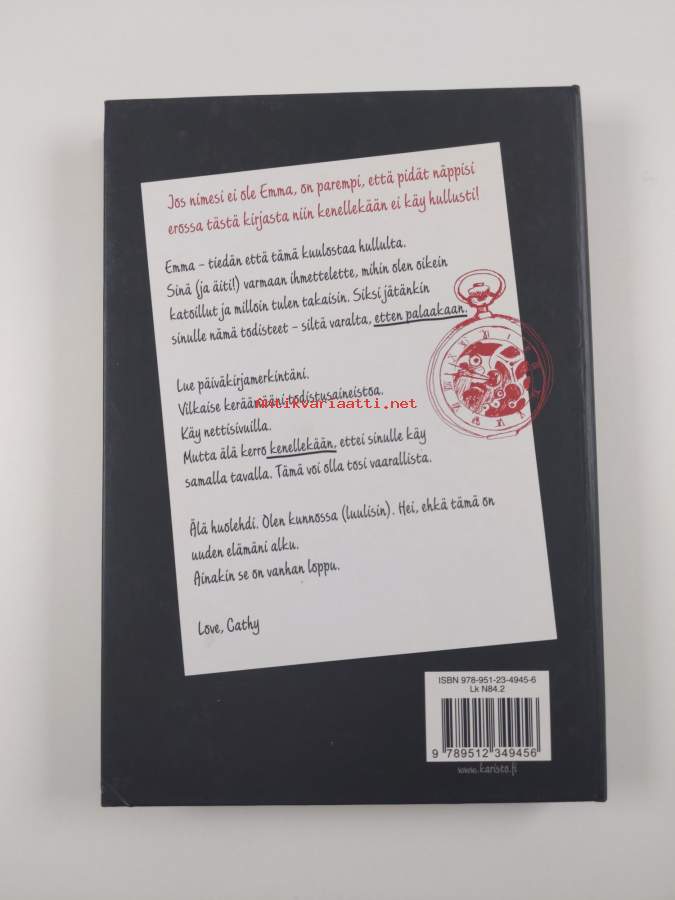 Jos nimesi ei ole Emma, on parempi, että pidät näppisi
erossa tästä kirjasta niin kenellekään ei käy hullusti!
Emma – tiedän että tämä kuulostaa hullulta.
Sinä (ja äiti!) varmaan ihmettelette, mihin olen oikein
katoillut ja milloin tulen takaisin. Siksi jätänkin
sinulle nämä todisteet – siltä varalta, etten palaakaan.
Lue päiväkirjamerkintäni.
Vilkaise keräämääni todistusaineistoa.
Antikvariaatti.net
Käy nettisivuilla.
Mutta älä kerro kenellekään, ettei sinulle käy
samalla tavalla. Tämä voi olla tosi vaarallista.
Älä huolehdi. Olen kunnossa (luulisin). Hei, ehkä tämä on
uuden elämäni alku.
Ainakin se on vanhan loppu.
Love, Cathy
ISBN 978-951-23-4945-6
Lk N84.2
9 789512 349456
www.karisto.fi